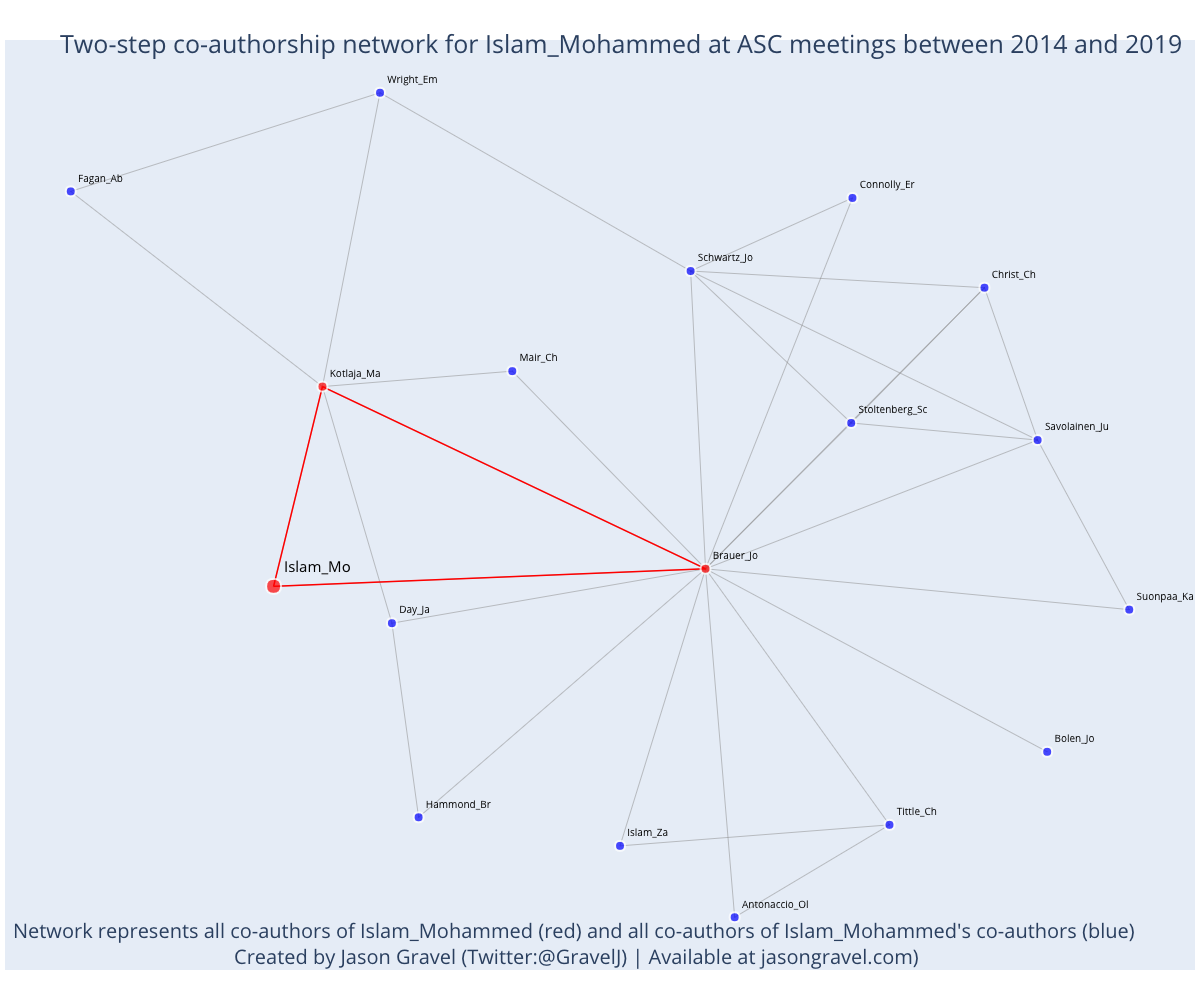 Two-step co-authorship network for Islam_Mohammed at ASC meetings between 2014 and 2019
Wright_Em
Fagan_Ab
Connolly_Er
Schwartz_Jo
Christ_Ch
Mair_Ch
Kotlaja_Ma
Stoltenberg_Sc
Savolainen_Ju
Brauer_Jo
Islam_Mo
Suonpaa_Ka
Day_Ja
Bolen_Jo
Hammond_Br
Tittle_Ch
Islam_Za
Antonaccio_Ol
Network represents all co-authors of Islam_Mohammed (red) and all co-authors of Islam_Mohammed's co-authors (blue)
Created by Jason Gravel (Twitter:@GravelJ) | Available at jasongravel.com)